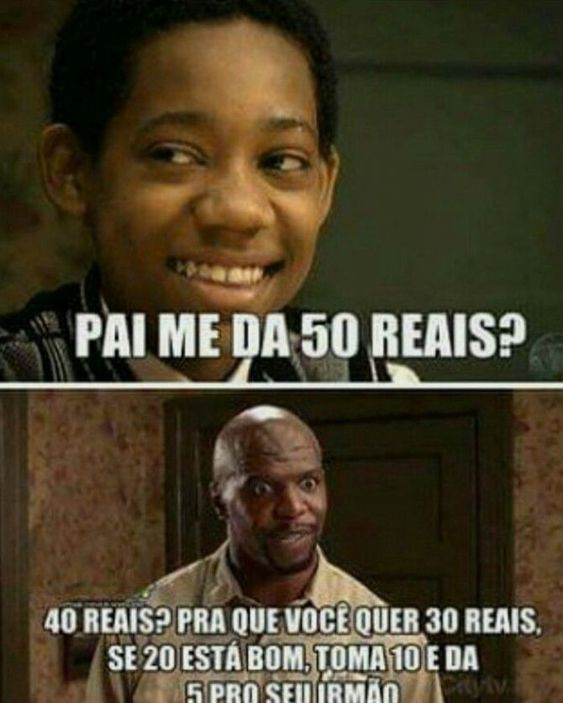 PAI ME DA 50 REAIS?
40 REAIS? PRA QUE VOCÊ QUER 30 REAIS,
SE 20 ESTÁ BOM, TOMA 10 E DA
5 PRO SEU IRMÃO
Citytv